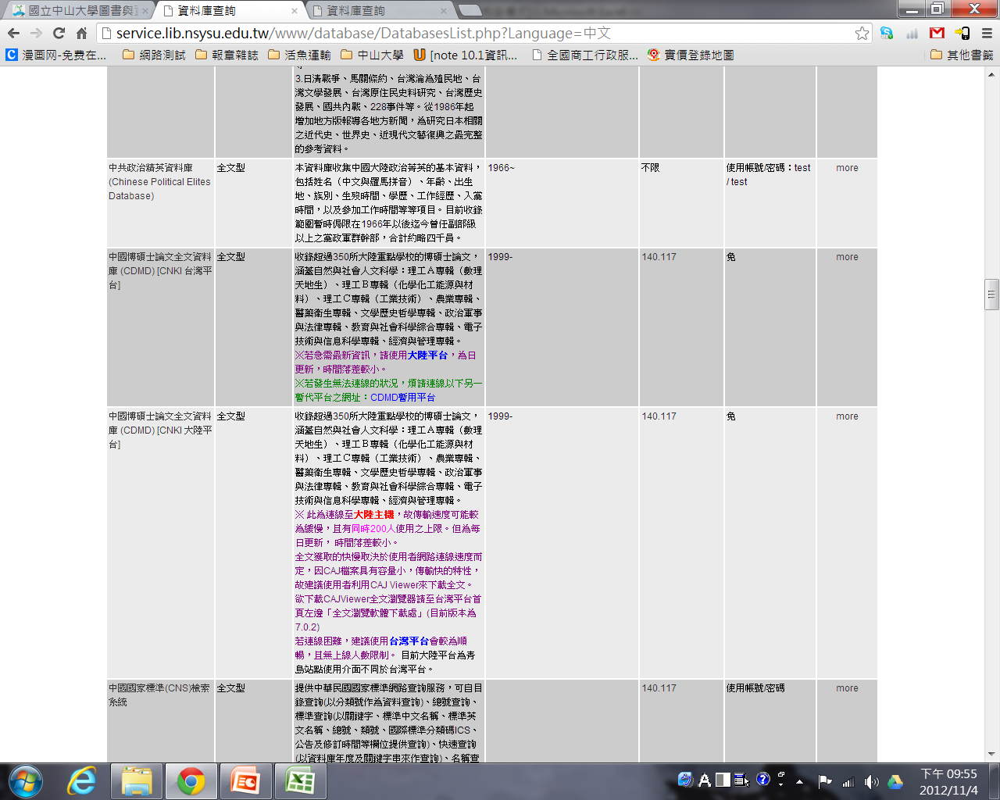 國立中山大學圖書與資
資料庫查詢
資料庫查詢
service.lib.nsysu.edu.tw/www/database/DatabasesList.php?Language=中文
漫画网-免费在...
網路測試
報章雜誌
活魚運輸
中山大學
[note 10.1資訊...
全國商工行政服...
實價登錄地圖
其他書籤
3.日清戰爭、馬關條約、台灣淪為殖民地、台
灣文學發展、台灣原住民史料研究、台灣歷史
發展、國共內戰、228事件等。從1986年起
增加地方版報導各地方新聞，為研究日本相關
之近代史、世界史、近現代文藝復興之最完整
的參考資料。
中共政治精英資料庫
(Chinese Political Elites
Database)
全文型
本資料庫收集中國大陸政治菁英的基本資料，
包括姓名（中文與羅馬拼音）、年齡、出生
地、族別、生歿時間、學歷、工作經歷、入黨
時間，以及參加工作時間等等項目。目前收錄
範圍暫時侷限在1966年以後迄今曾任副部級
以上之黨政軍群幹部，合計約略四千員。
1966~
不限
使用帳號/密碼：test
/ test
more
中國博碩士論文全文資料
庫 (CDMD) [CNKI 台灣平
台]
全文型
收錄超過350所大陸重點學校的博碩士論文，
涵蓋自然與社會人文科學：理工Ａ專輯（數理
天地生）、理工Ｂ專輯（化學化工能源與材
料）、理工Ｃ專輯（工業技術）、農業專輯、
醫藥衛生專輯、文學歷史哲學專輯、政治軍事
與法律專輯、教育與社會科學綜合專輯、電子
技術與信息科學專輯、經濟與管理專輯。
※若急需最新資訊，請使用大陸平台，為日
更新，時間落差較小。
※若發生無法連線的狀況，煩請連線以下另一
暫代平台之網址：CDMD暫用平台
1999-
140.117
免
more
中國博碩士論文全文資料
庫 (CDMD) [CNKI 大陸平
台]
全文型
收錄超過350所大陸重點學校的博碩士論文，
涵蓋自然與社會人文科學：理工Ａ專輯（數理
天地生）、理工Ｂ專輯（化學化工能源與材
料）、理工Ｃ專輯（工業技術）、農業專輯、
醫藥衛生專輯、文學歷史哲學專輯、政治軍事
與法律專輯、教育與社會科學綜合專輯、電子
技術與信息科學專輯、經濟與管理專輯。
※ 此為連線至大陸主機，故傳輸速度可能較
為緩慢，且有同時200人使用之上限。但為每
日更新， 時間落差較小。
全文獲取的快慢取決於使用者網路連線速度而
定，因CAJ檔案具有容量小，傳輸快的特性，
故建議使用者利用CAJ Viewer來下載全文。
欲下載CAJViewer全文瀏覽器請至台灣平台首
頁左邊「全文瀏覽軟體下載處」(目前版本為
7.0.2)
若連線困難，建議使用台灣平台會較為順
暢，且無上線人數限制。 目前大陸平台為青
島站點使用介面不同於台灣平台。
1999-
140.117
免
more
中國國家標準(CNS)檢索
系統
全文型
提供中華民國國家標準網路查詢服務，可自目
錄查詢(以分類號作為資料查詢)、總號查詢、
標準查詢(以關鍵字、標準中文名稱、標準英
文名稱、總號、類號、國際標準分類碼ICS、
公告及修訂時間等欄位提供查詢)、快速查詢
(以資料庫年度及關鍵字串來作查詢)、名稱查
140.117
使用帳號/密碼
more
下午 09:55
2012/11/4